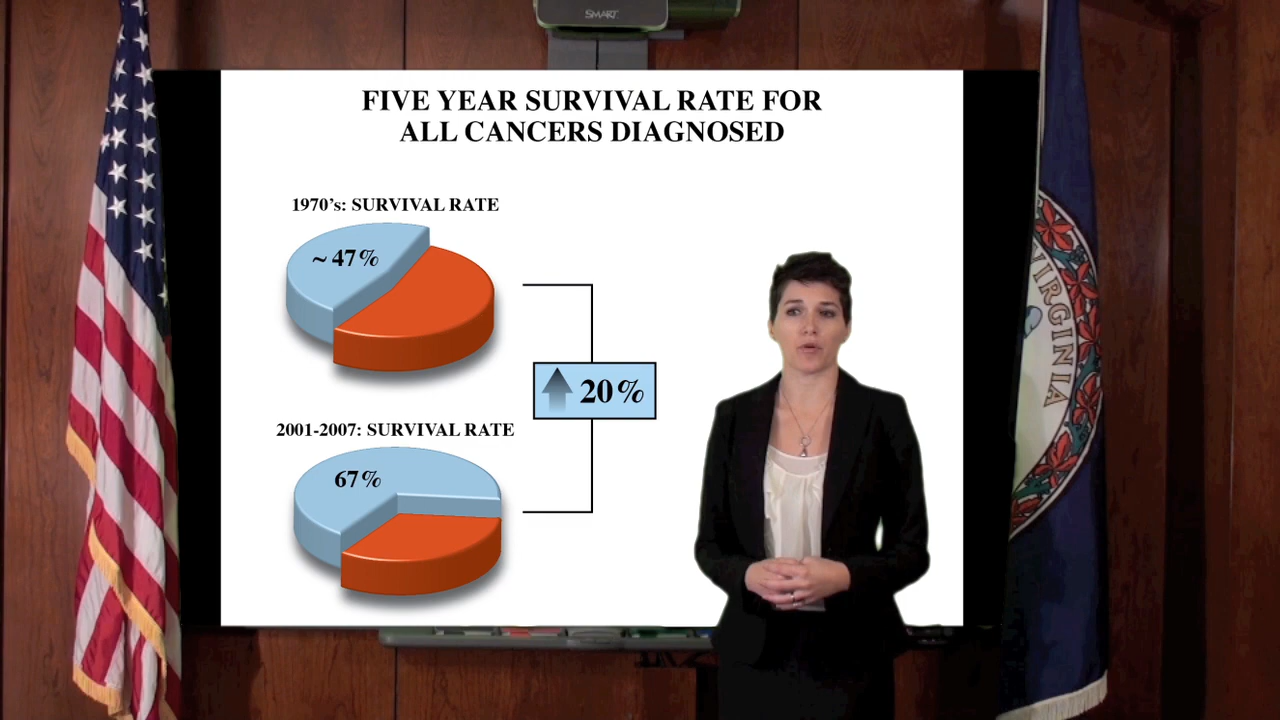 SMART
FIVE YEAR SURVIVAL RATE FOR
ALL CANCERS DIAGNOSED
1970's: SURVIVAL RATE
~ 47%
20%
2001-2007: SURVIVAL RATE
67%
VIRGINIA